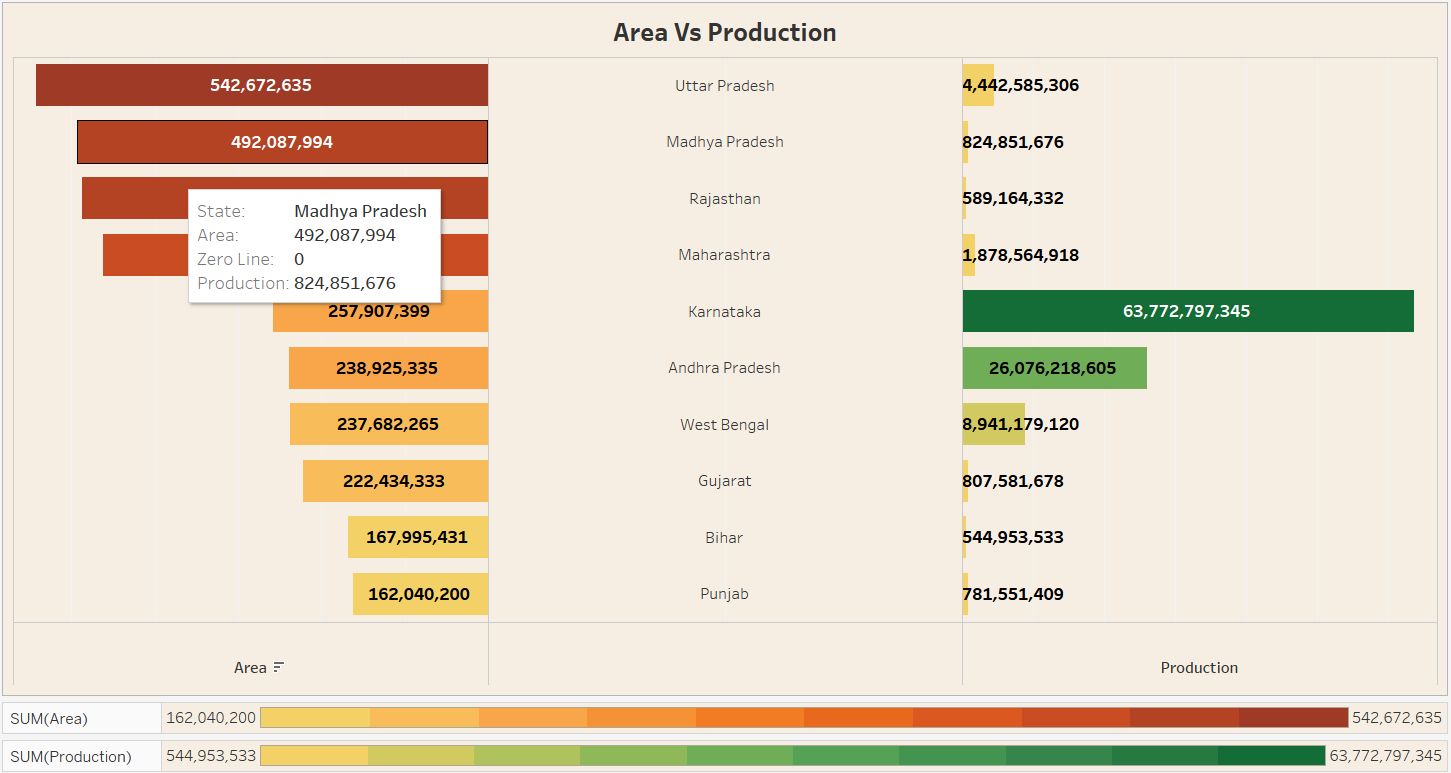 Area Vs Production
542,672,635 Uttar Pradesh 4,442,585,306
492,087,994 Madhya Pradesh 824,851,676
Rajasthan 589,164,332
State: Madhya Pradesh
Area: 492,087,994
Zero Line: 0
Production: 824,851,676
Maharashtra 1,878,564,918
257,907,399 Karnataka 63,772,797,345
238,925,335 Andhra Pradesh 26,076,218,605
237,682,265 West Bengal 8,941,179,120
222,434,333 Gujarat 807,581,678
167,995,431 Bihar 544,953,533
162,040,200 Punjab 781,551,409
Area Production
SUM(Area) 162,040,200 542,672,635
SUM(Production) 544,953,533 63,772,797,345